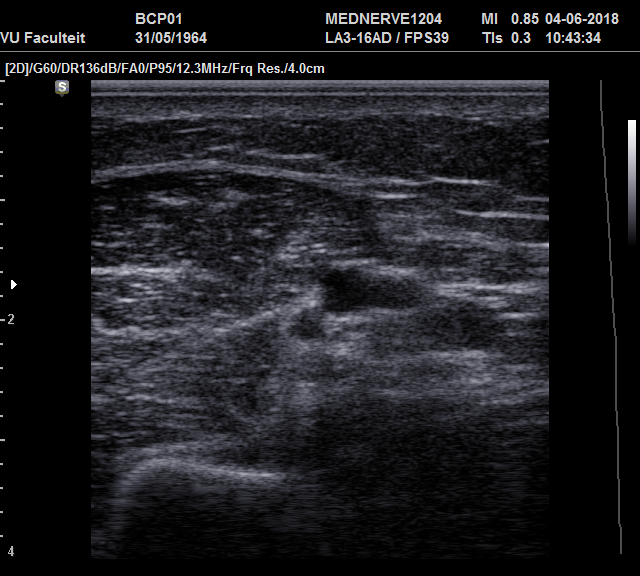 BCP01 MEDNERVE1204 MI 0.85 04-06-2018
VU Faculteit 31/05/1964 LA3-16AD / FPS39 TIs 0.3 10:43:34
[2D]/G60/DR136dB/FA0/P95/12.3MHz/Frq Res./4.0cm
S
2
4